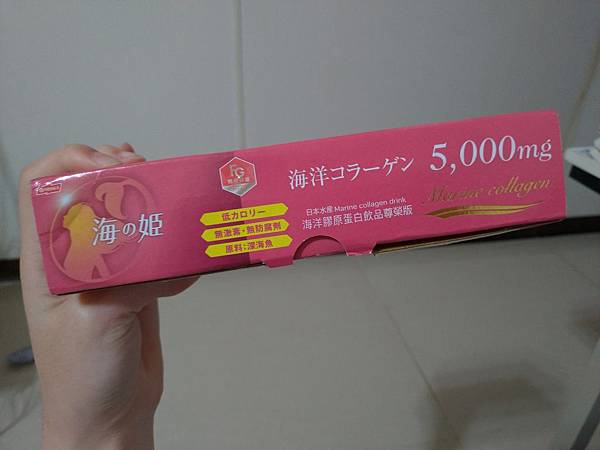 海の姫
FG
低カロリー
無激素・無防腐劑
原料：深海魚
海洋コラーゲン 5,000mg
日本水産 Marine collagen drink
海洋膠原蛋白飲品尊榮版
Marine collagen